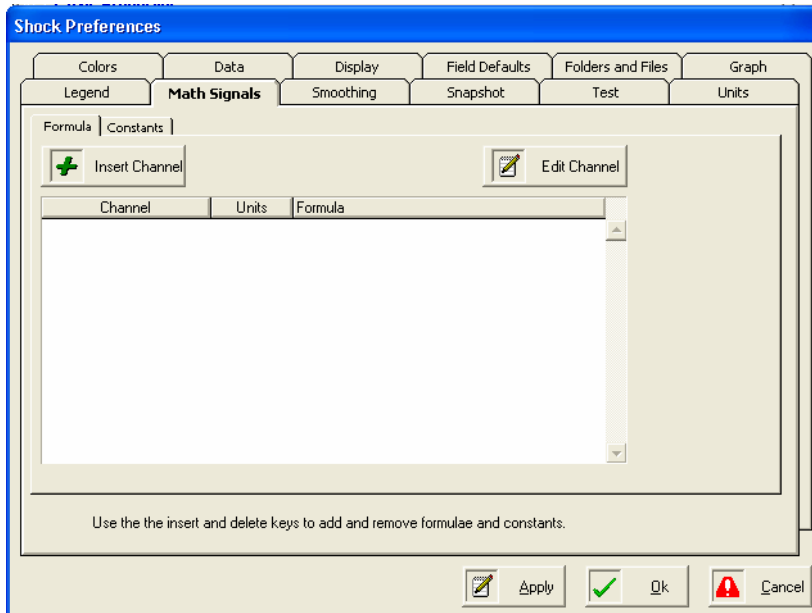 Shock Preferences
Colors Data Display Field Defaults Folders and Files Graph
Legend Math Signals Smoothing Snapshot Test Units
Formula Constants
Insert Channel Edit Channel
Channel Units Formula
Use the the insert and delete keys to add and remove formulae and constants.
Apply Ok Cancel